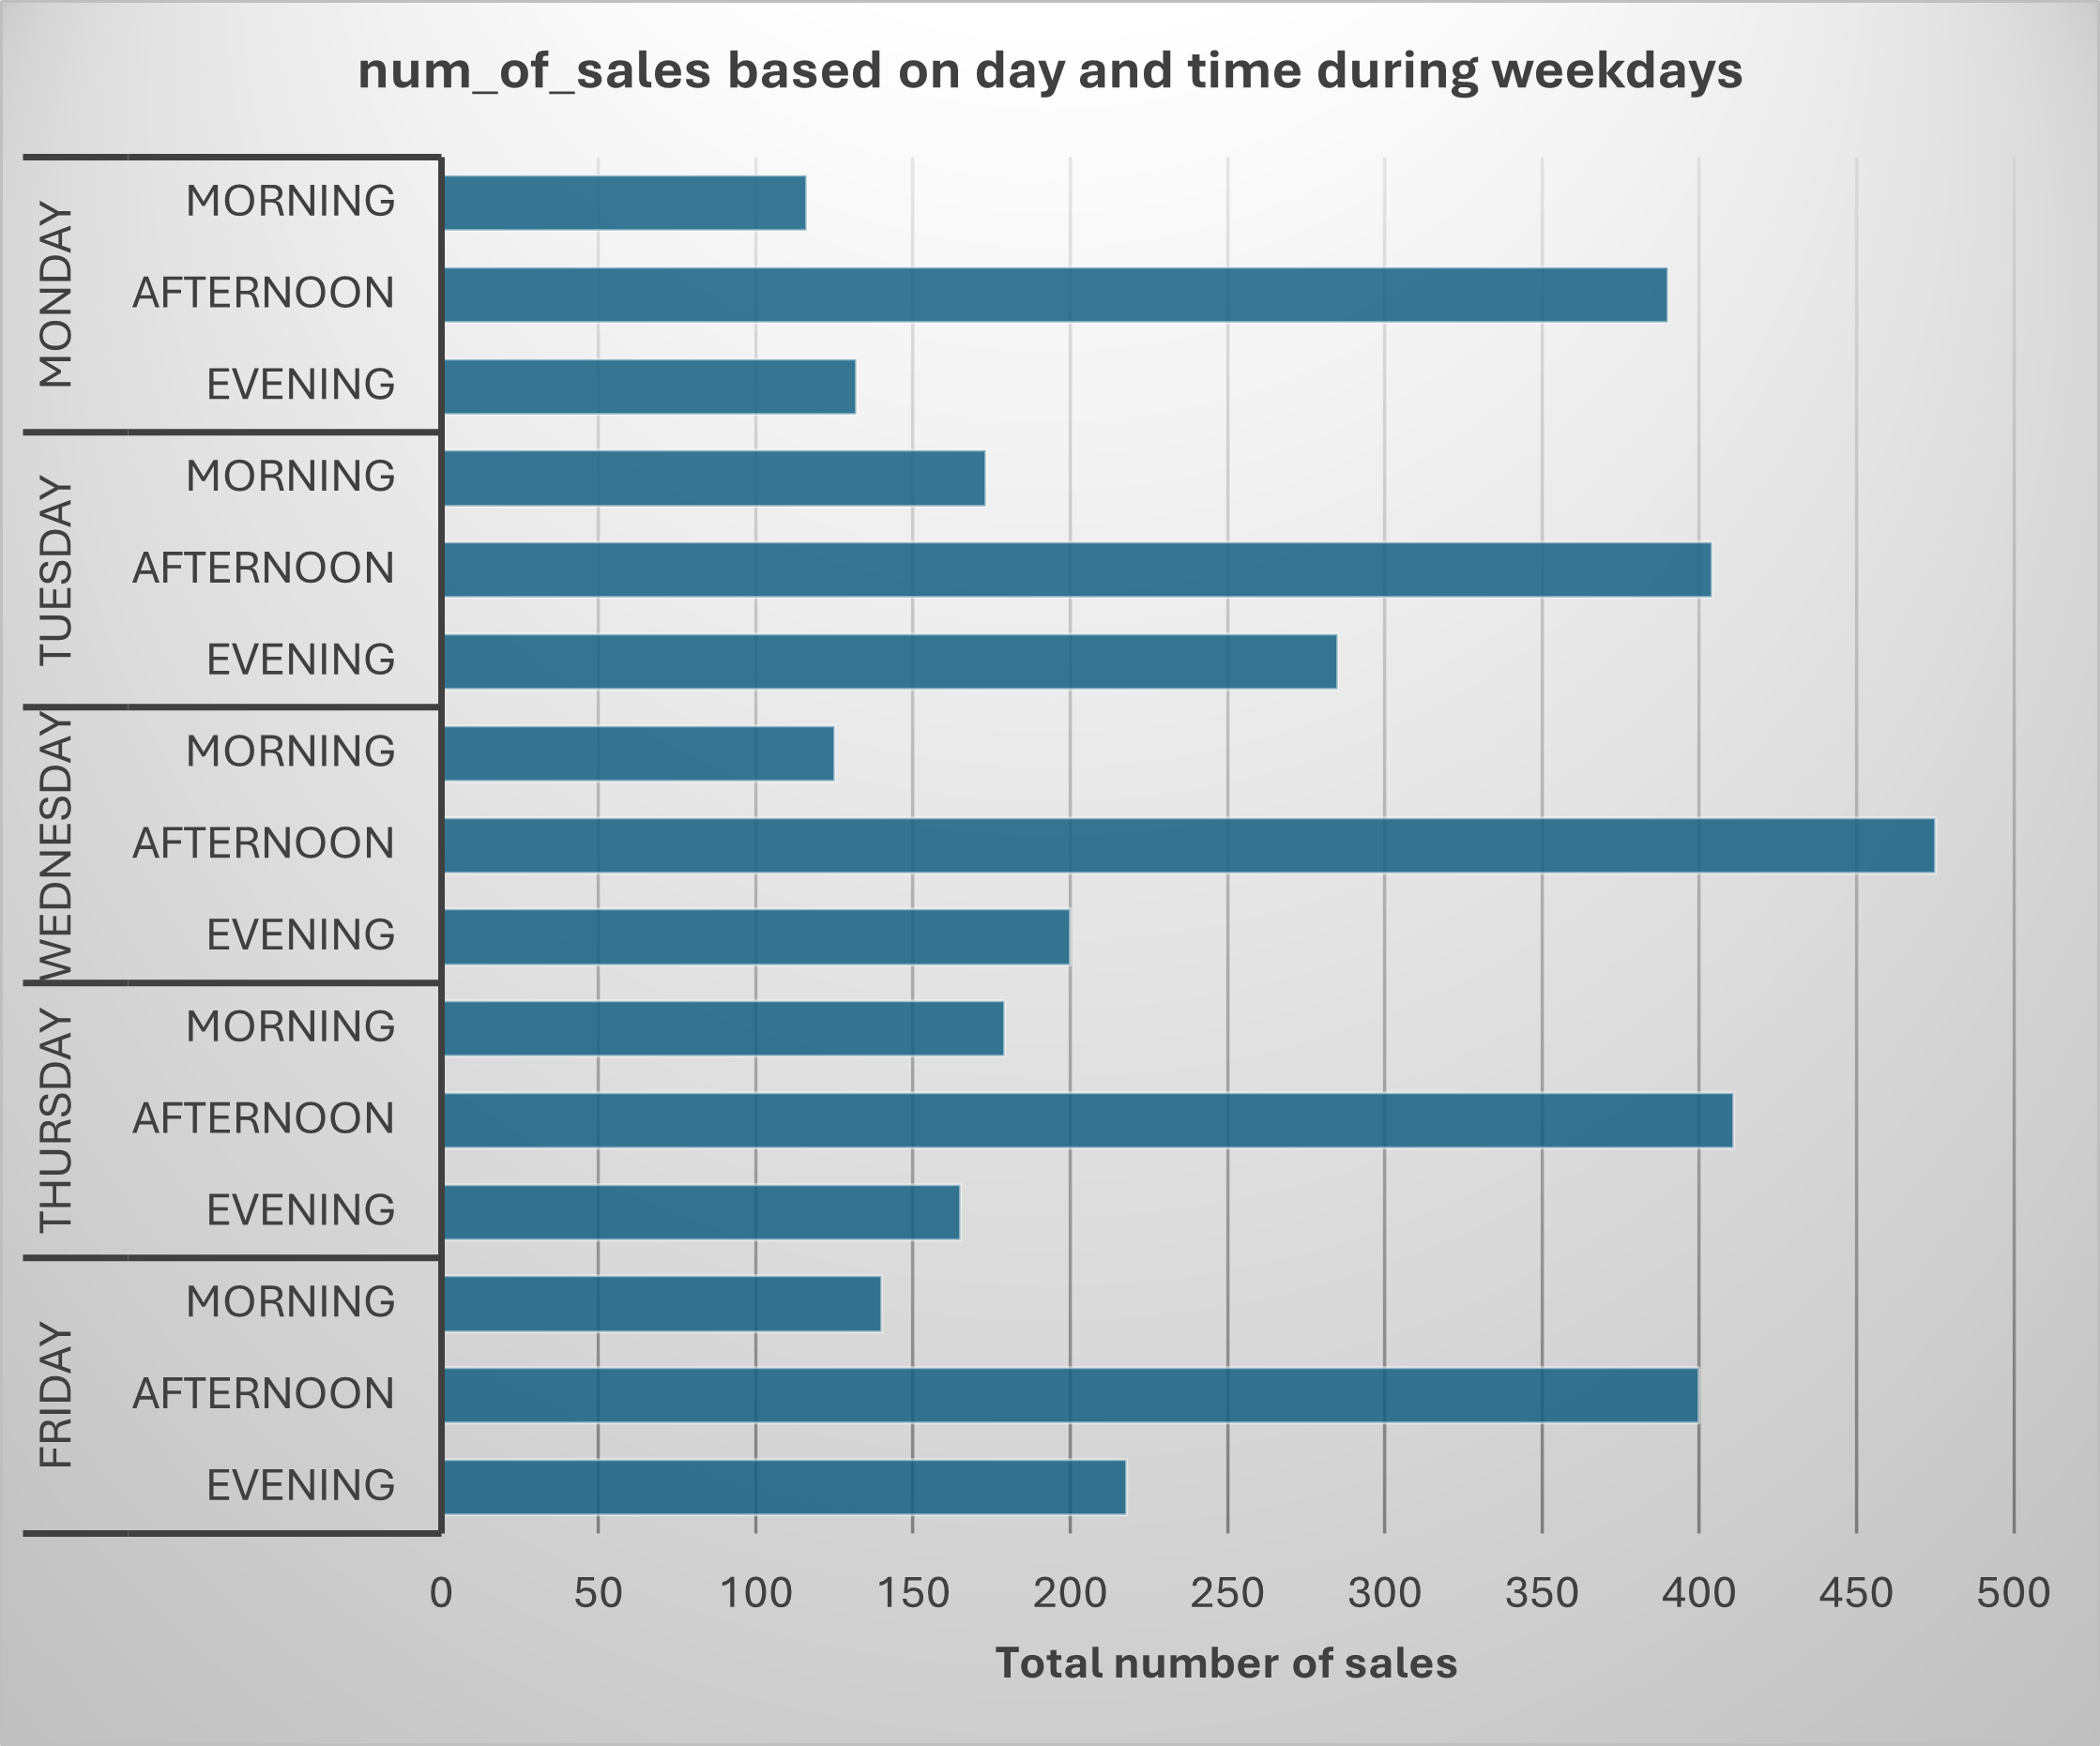 num_of_sales based on day and time during weekdays
MONDAY
MORNING
AFTERNOON
EVENING
TUESDAY
MORNING
AFTERNOON
EVENING
WEDNESDAY
MORNING
AFTERNOON
EVENING
THURSDAY
MORNING
AFTERNOON
EVENING
FRIDAY
MORNING
AFTERNOON
EVENING
0 50 100 150 200 250 300 350 400 450 500
Total number of sales